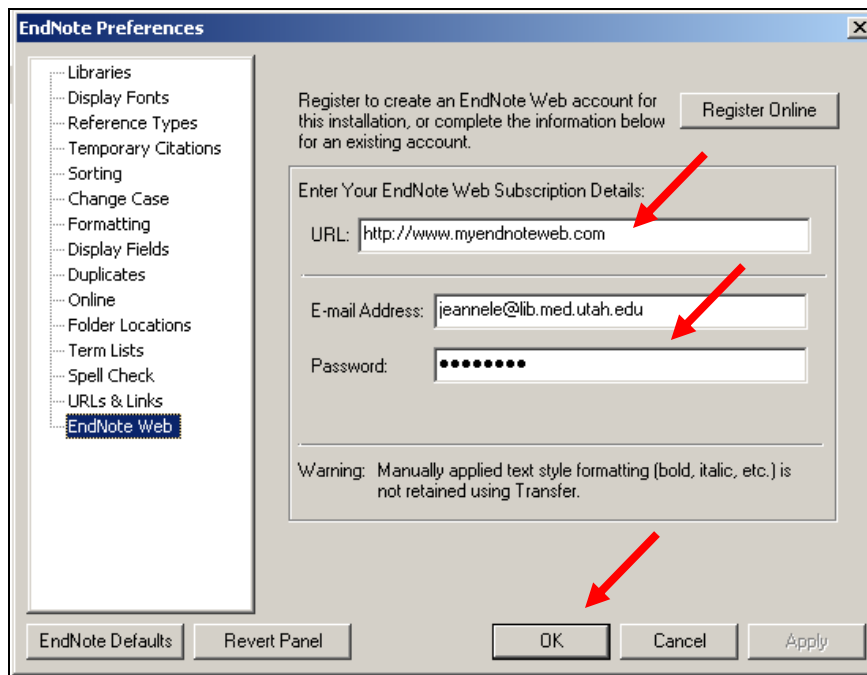 EndNote Preferences
Libraries
Display Fonts
Reference Types
Temporary Citations
Sorting
Change Case
Formatting
Display Fields
Duplicates
Online
Folder Locations
Term Lists
Spell Check
URLs & Links
EndNote Web
Register to create an EndNote Web account for
this installation, or complete the information below
for an existing account.
Register Online
Enter Your EndNote Web Subscription Details:
URL: http://www.myendnoteweb.com
E-mail Address: jeannele@lib.med.utah.edu
Password: ●●●●●●●●
Warning: Manually applied text style formatting (bold, italic, etc.) is
not retained using Transfer.
EndNote Defaults Revert Panel OK Cancel Apply